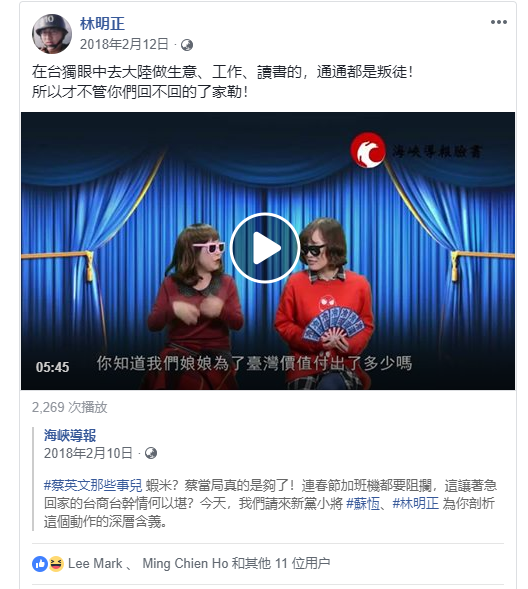 林明正
2018年2月12日
在台獨眼中去大陸做生意、工作、讀書的，通通都是叛徒！
所以才不管你們回不回的了家勒！
海峽導報臉書
05:45
你知道我們娘娘為了臺灣價值付出了多少嗎
2,269 次播放
海峽導報
2018年2月10日
#蔡英文那些事兒 蝦米？蔡當局真的是夠了！連春節加班機都要阻攔，這讓著急
回家的台商台幹情何以堪？今天，我們請來新黨小將 #蘇恆、#林明正 為你剖析
這個動作的深層含義。
Lee Mark 、 Ming Chien Ho 和其他 11 位用户